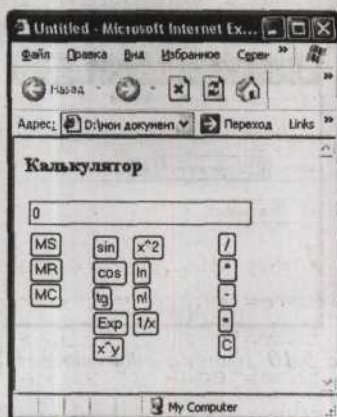 Untitled - Microsoft Internet Ex...
Файл Правка Вид Избранное Серви »
Назад »
Адрес: D:\мои документ Переход Links »
Калькулятор
0
MS sin x^2 /
MR cos ln *
MC tg n! -
Exp 1/x
x^y C
My Computer